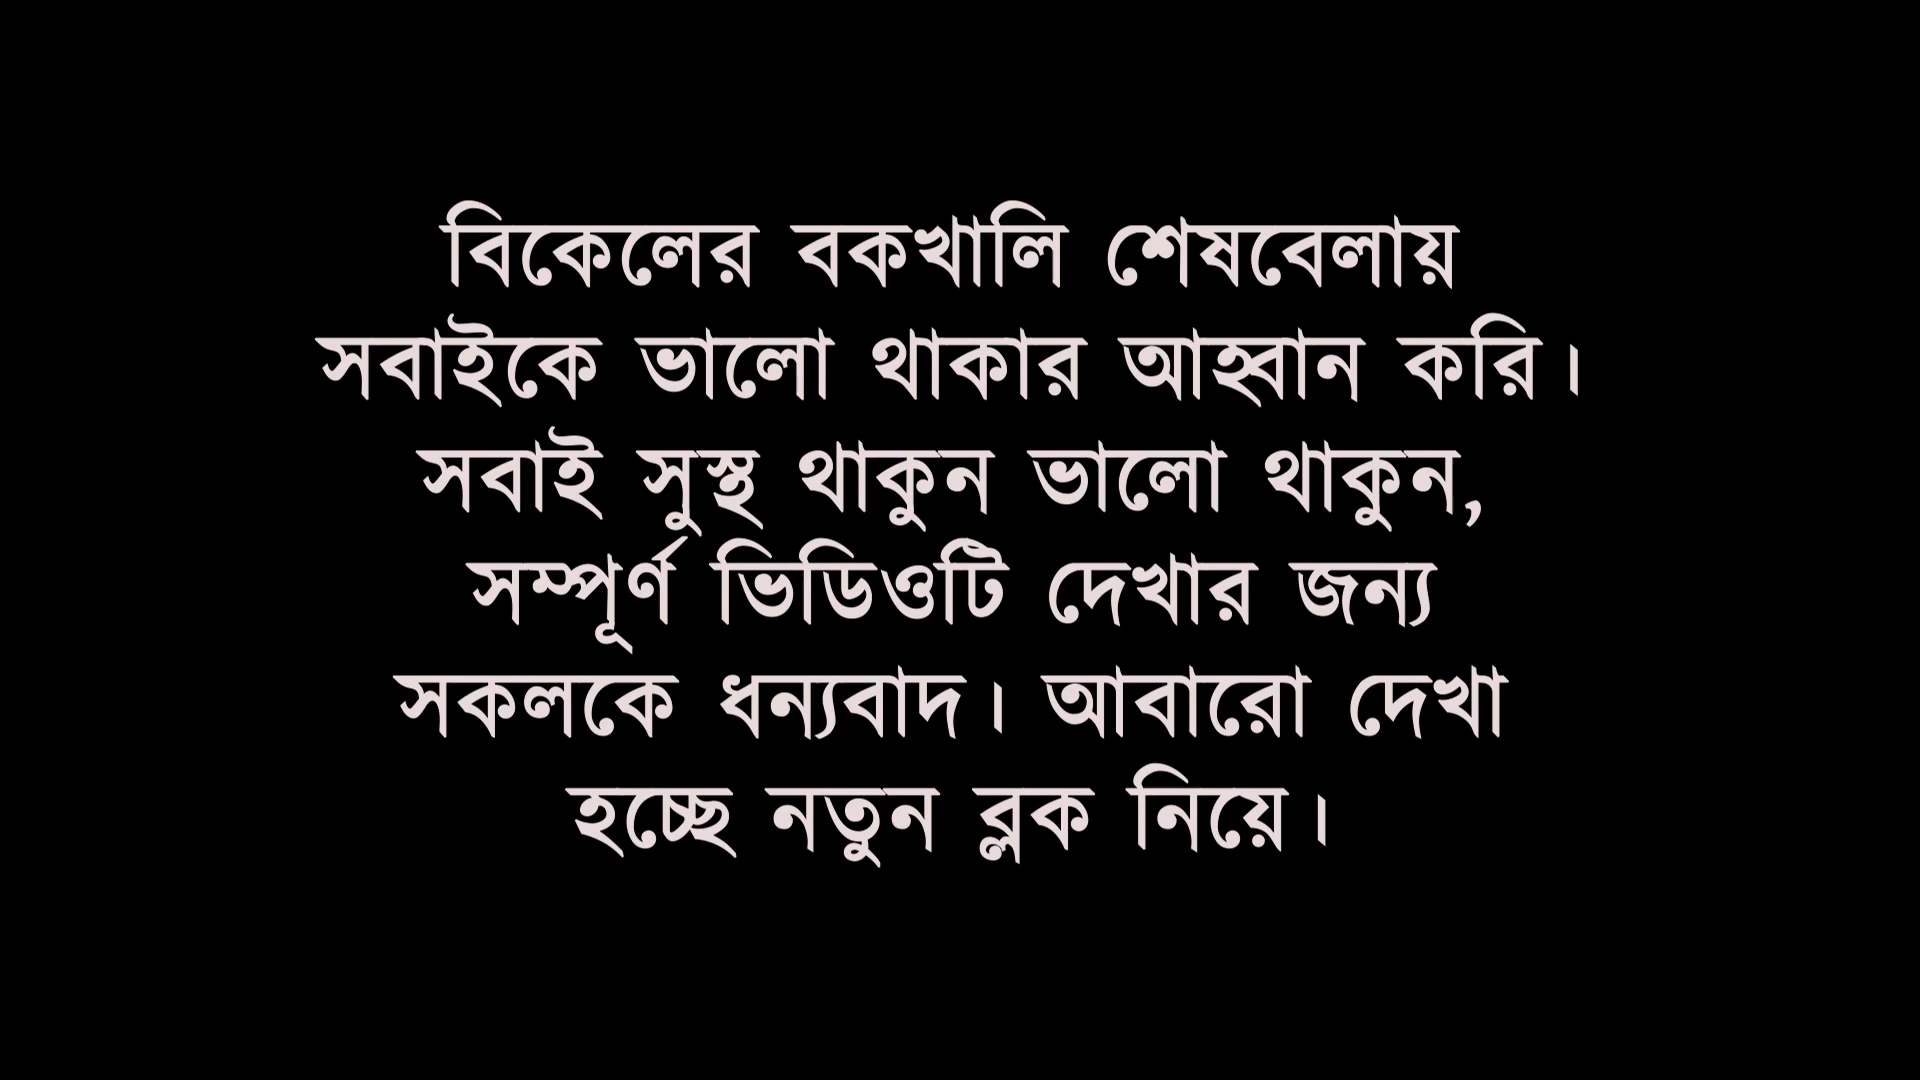 বিকেলের বকখালি শেষবেলায়
সবাইকে ভালো থাকার আহ্বান করি।
সবাই সুস্থ থাকুন ভালো থাকুন,
সম্পূর্ণ ভিডিওটি দেখার জন্য
সকলকে ধন্যবাদ। আবারো দেখা
হচ্ছে নতুন ব্লক নিয়ে।